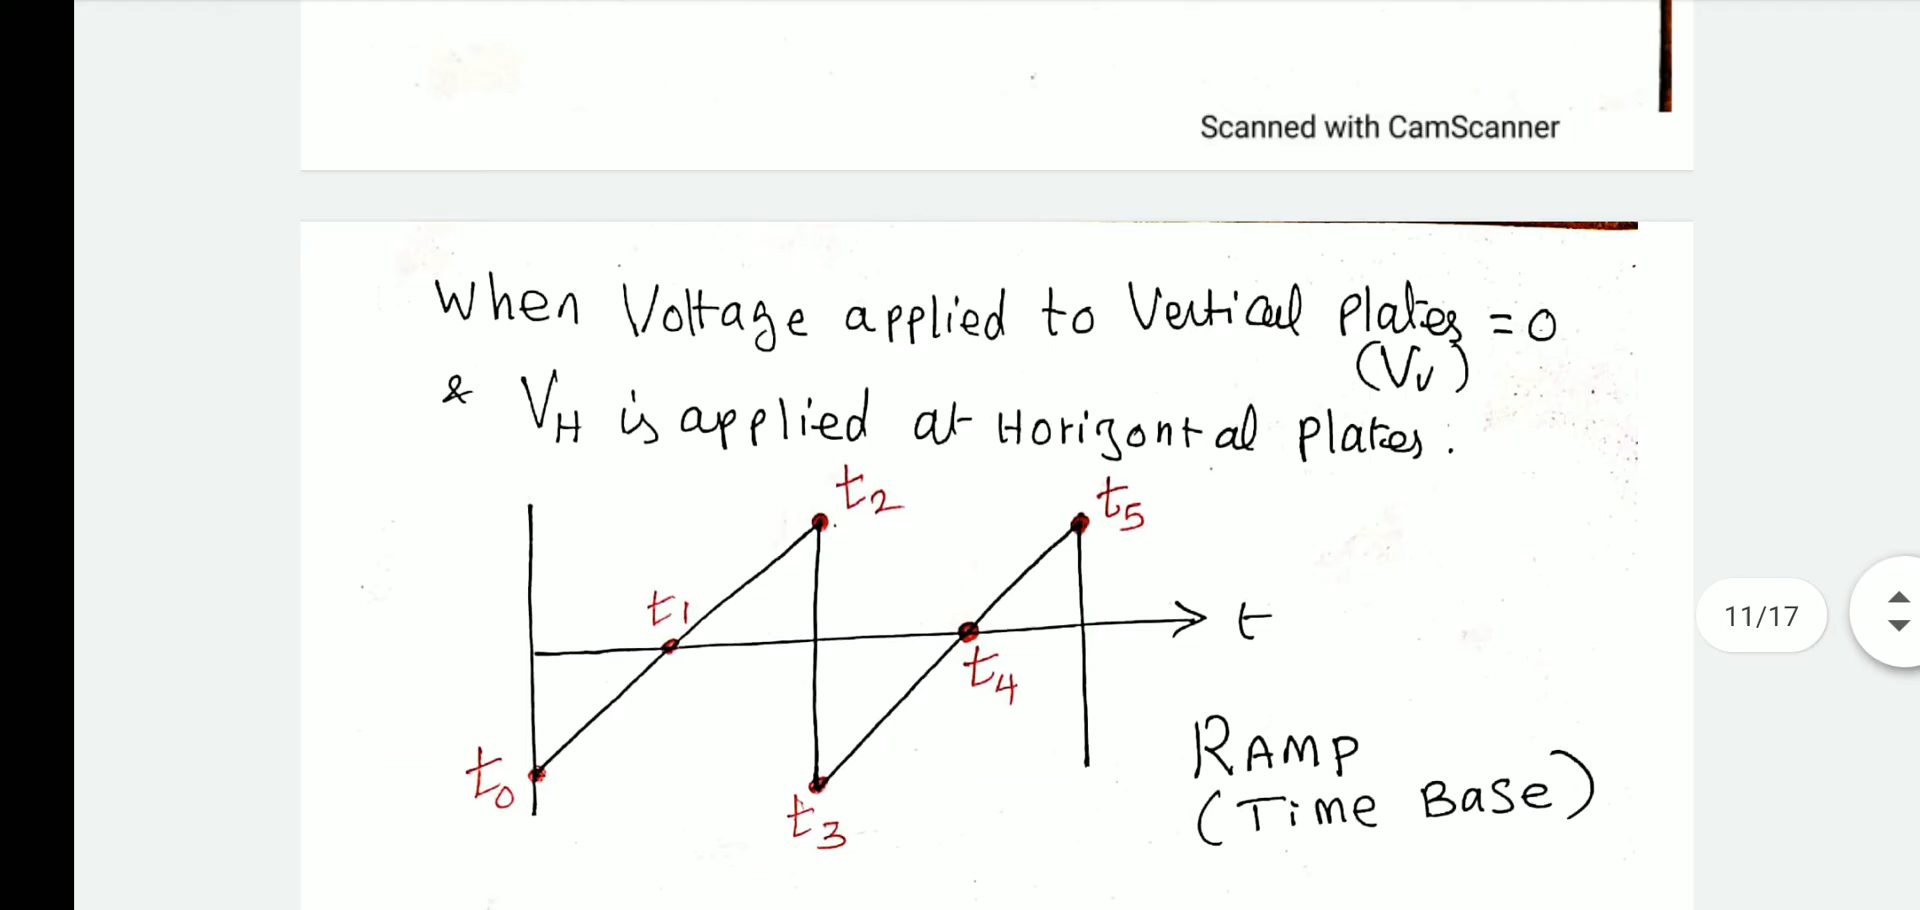 Scanned with CamScanner
When Voltage applied to Vertical Plates = 0
(Vv)
& VH is applied at Horizontal Plates.
t2
t5
t1
t
11/17
t4
t0
t3
RAMP
(Time Base)